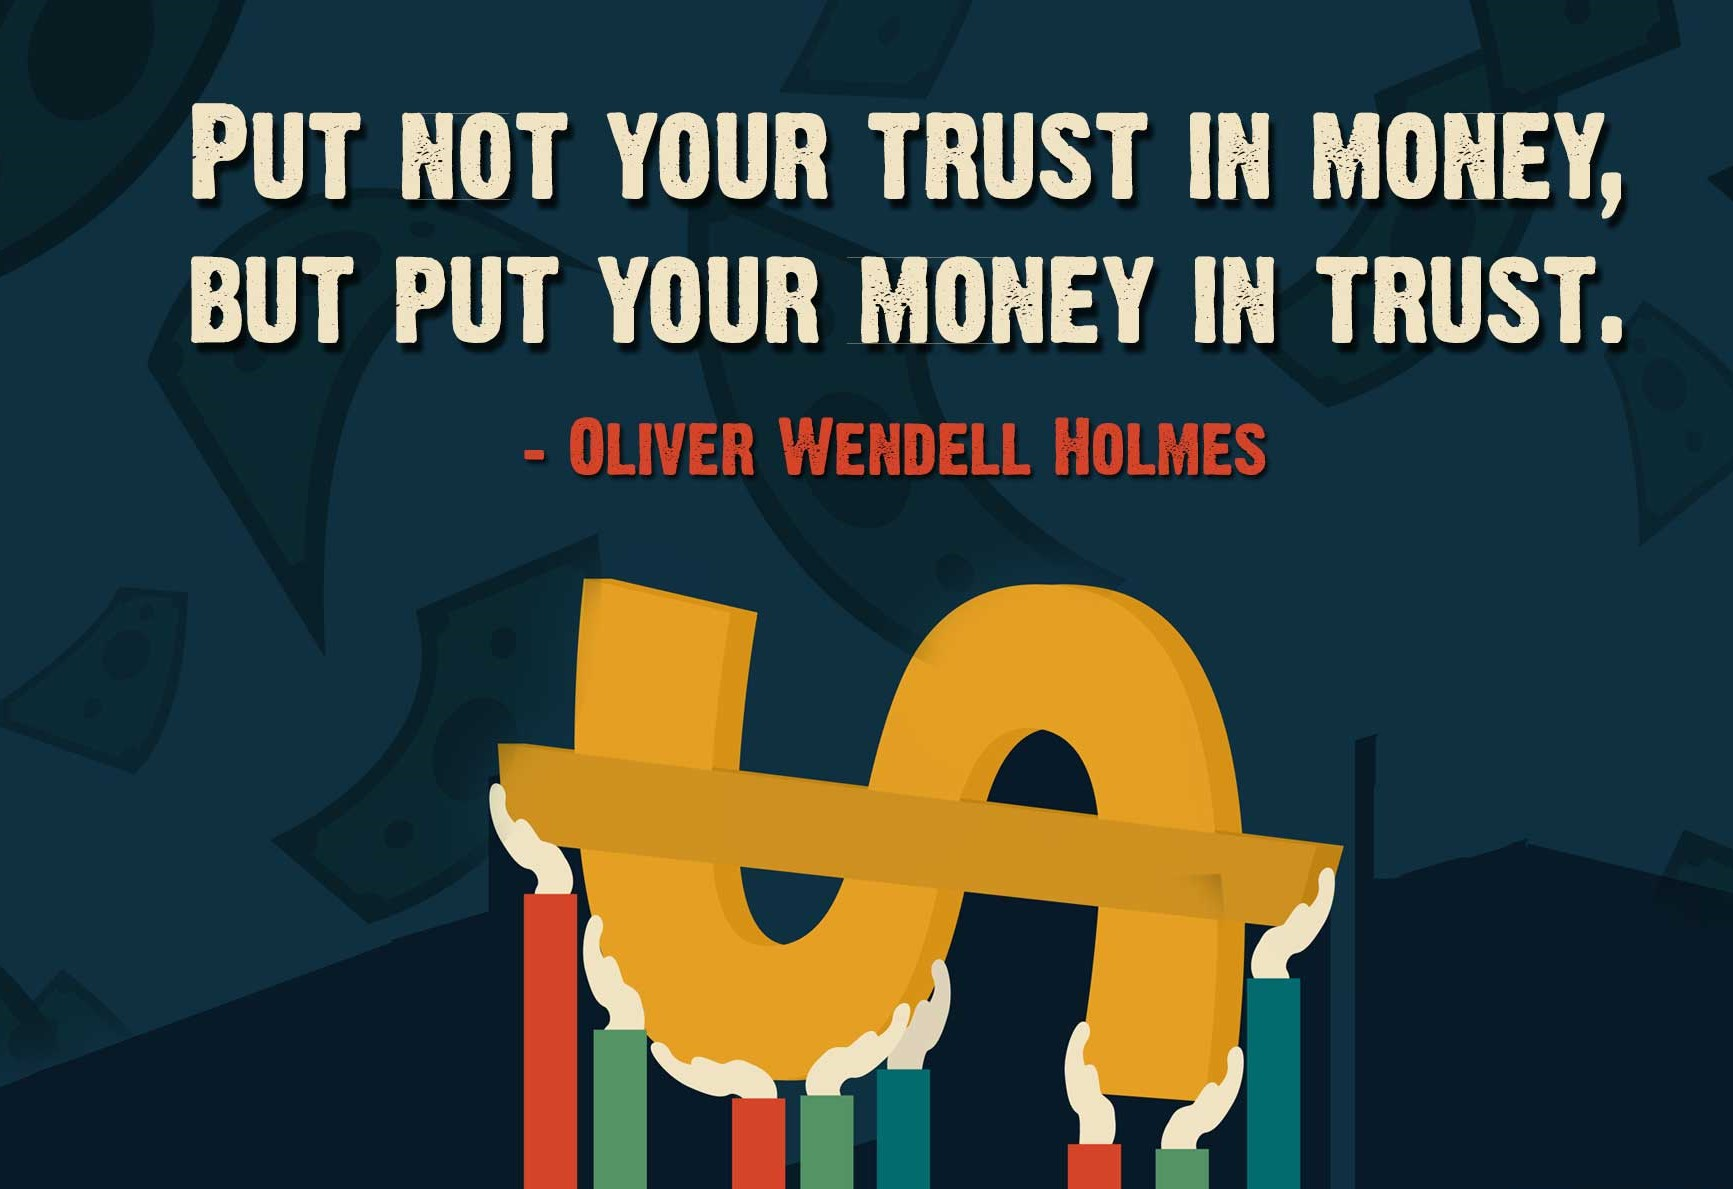 Put not your trust in money,
but put your money in trust.
- Oliver Wendell Holmes